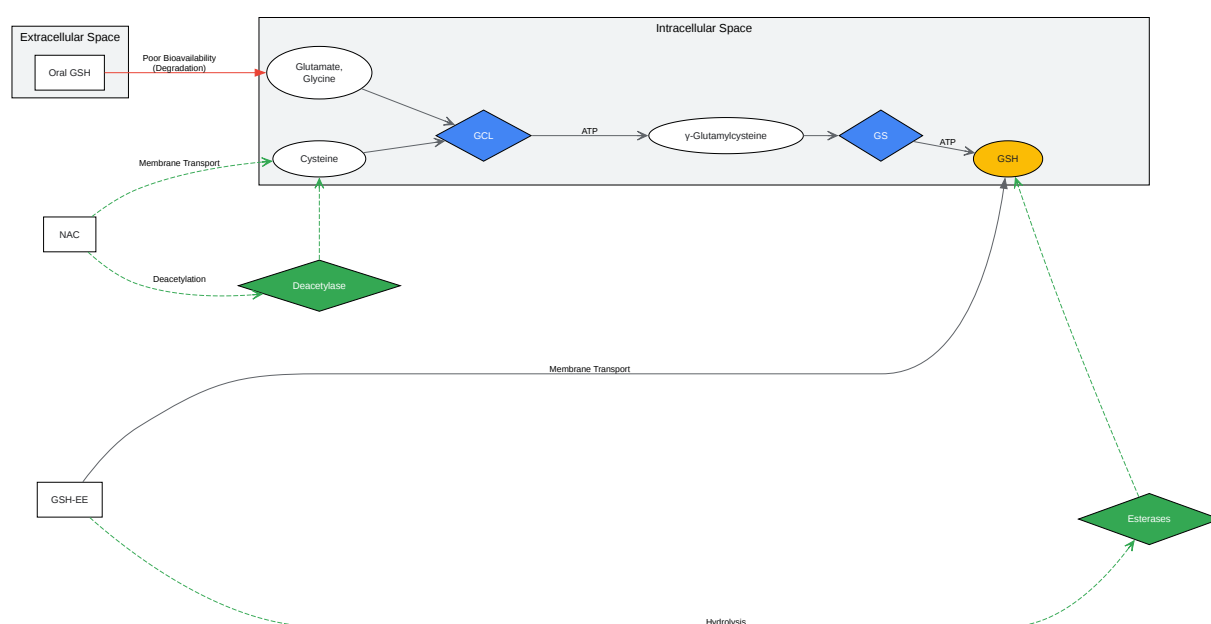 Intracellular Space
Extracellular Space
Poor Bioavailability
(Degradation)
Oral GSH
Glutamate,
Glycine
GCL
ATP
γ-Glutamylcysteine
GS
ATP
GSH
Cysteine
Membrane Transport
NAC
Deacetylation
Deacetylase
Membrane Transport
GSH-EE
Esterases
Hydrolysis